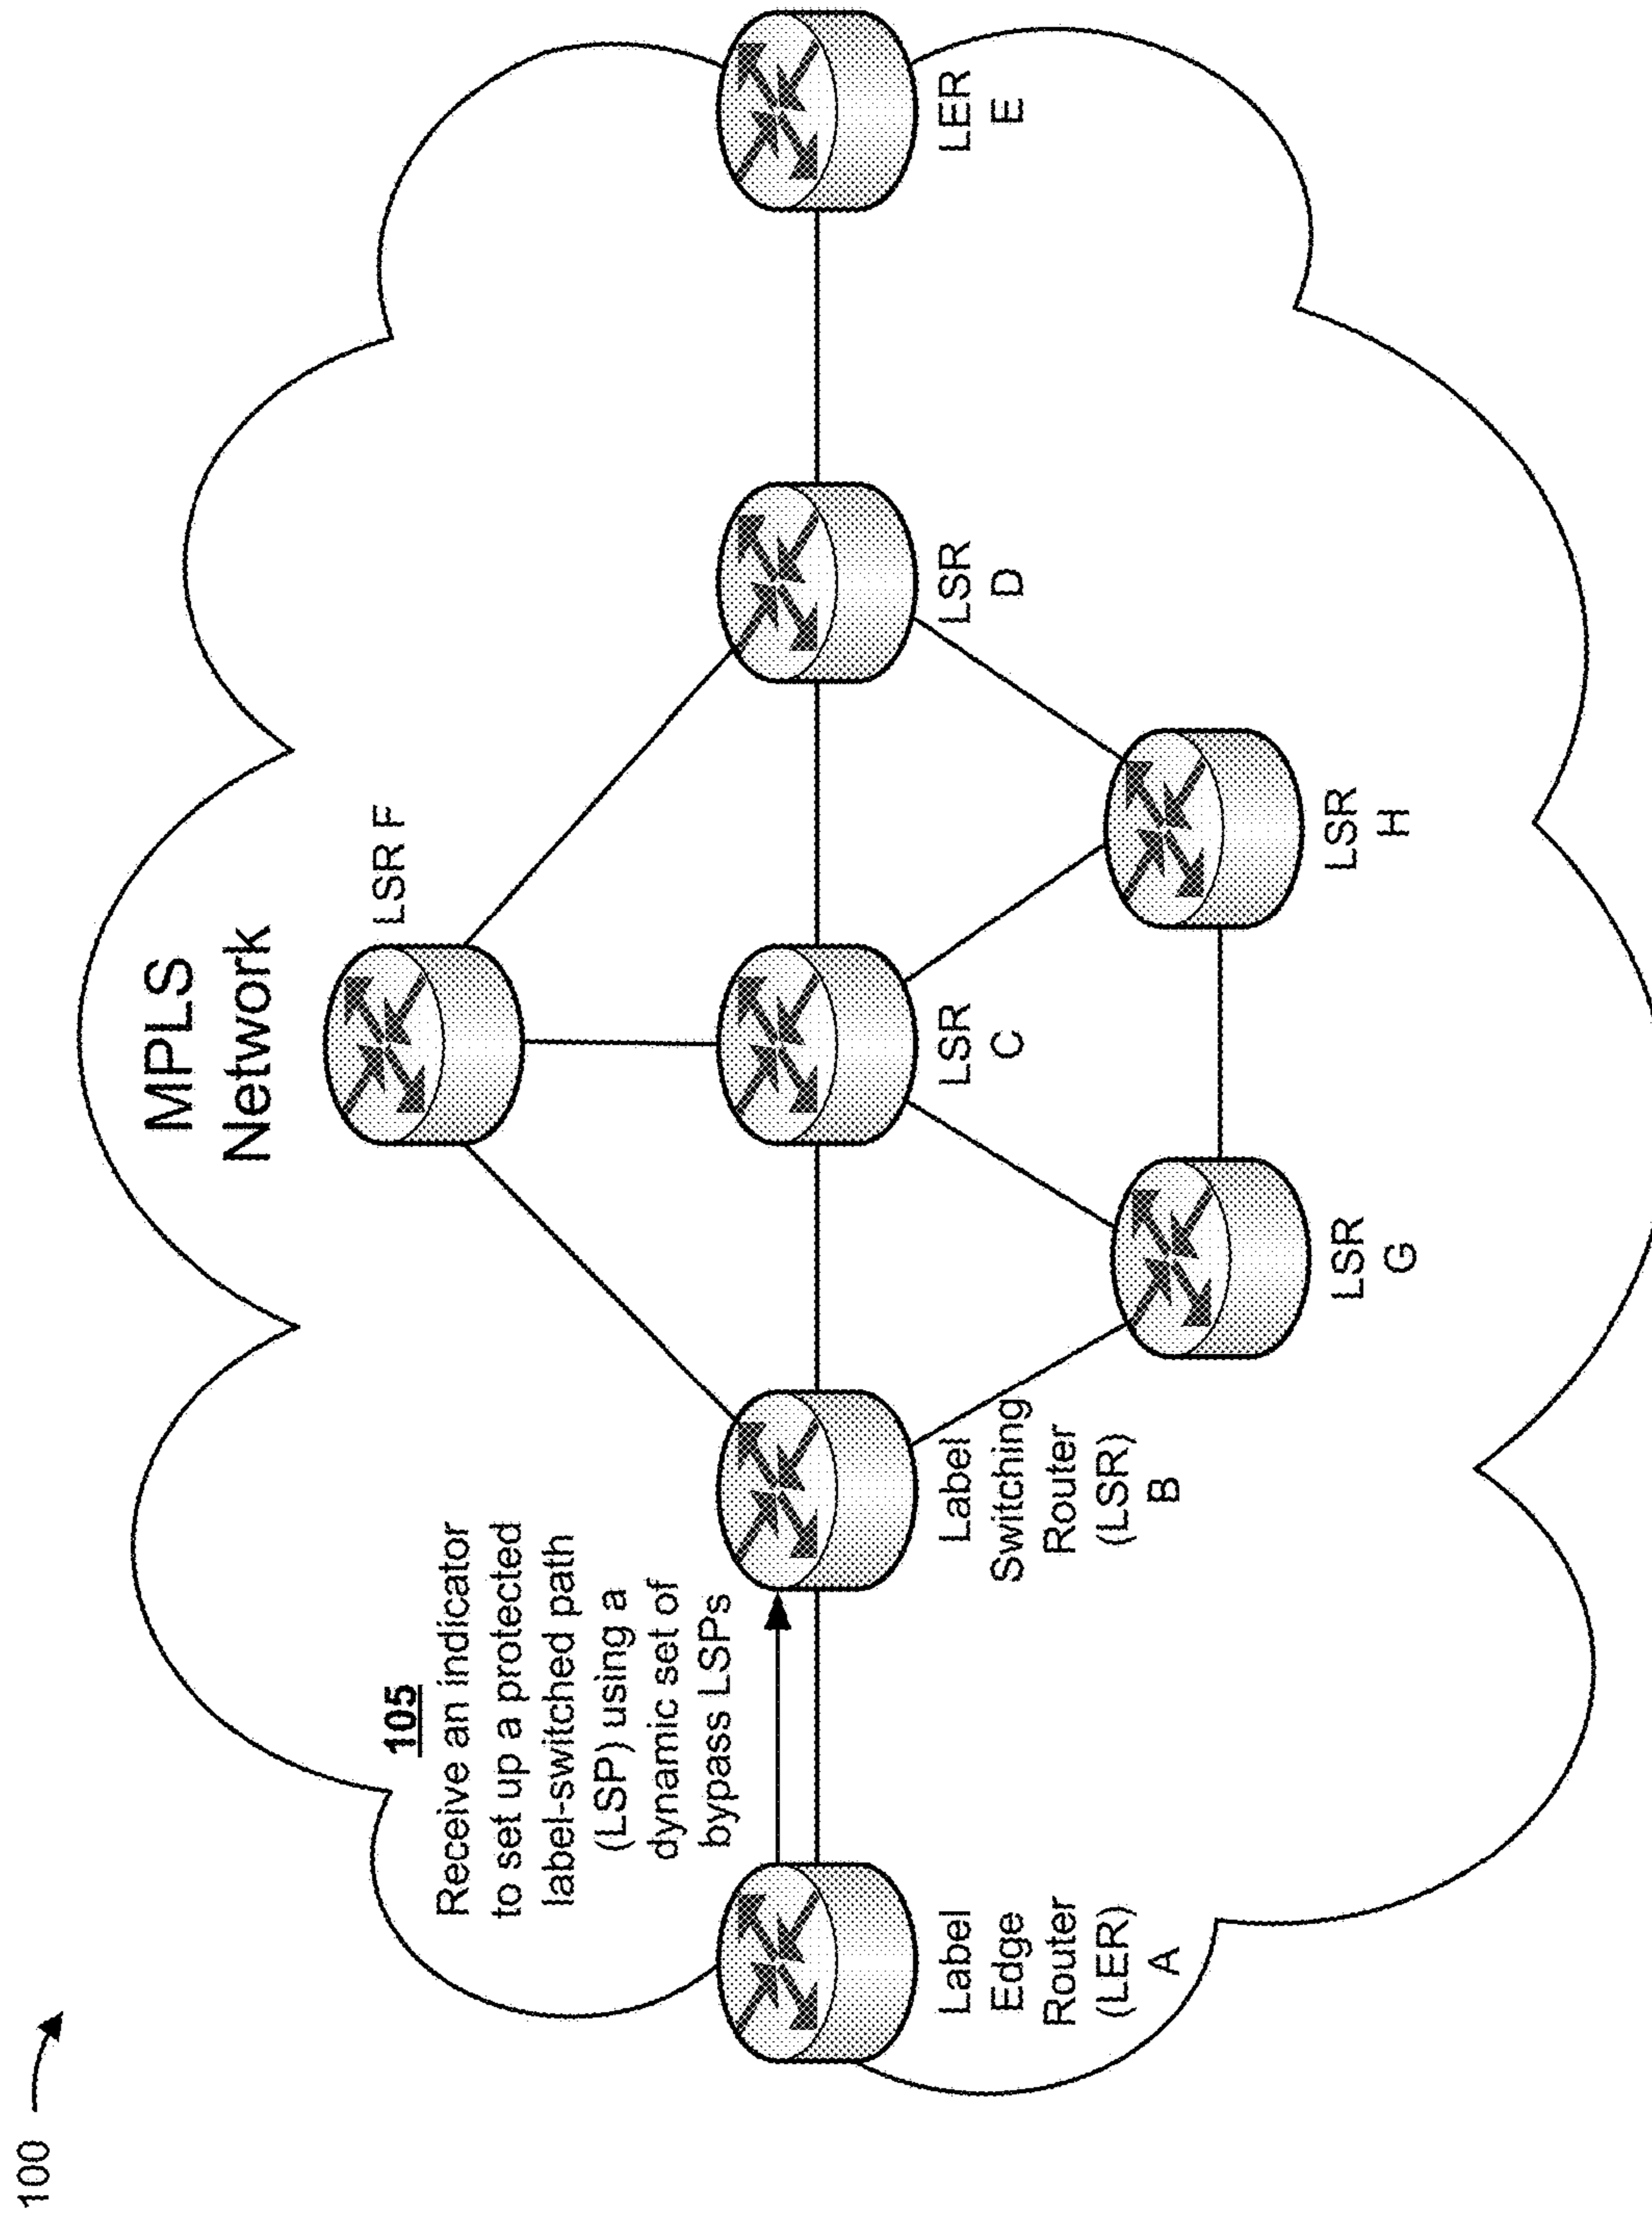 100
MPLS
Network
LSR F
105
Receive an indicator
to set up a protected
label-switched path
(LSP) using a
dynamic set of
bypass LSPs
Label
Edge
Router
(LER)
A
Label
Switching
Router
(LSR)
B
LSR
C
LSR
D
LER
E
LSR
G
LSR
H